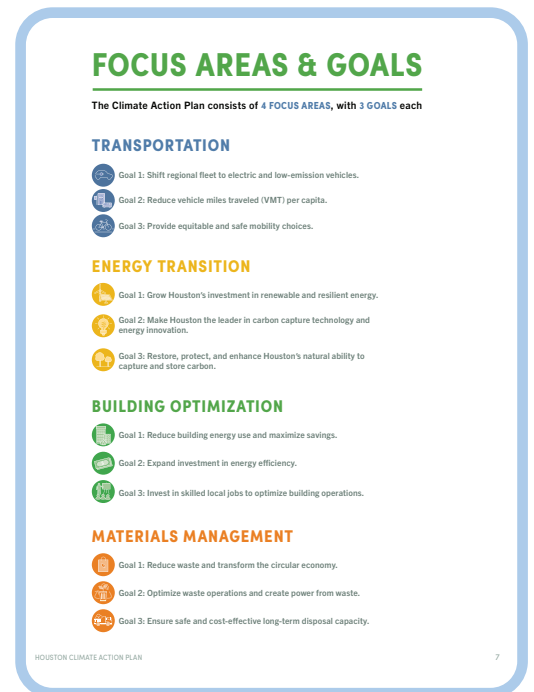 FOCUS AREAS & GOALS
The Climate Action Plan consists of 4 FOCUS AREAS, with 3 GOALS each
TRANSPORTATION
Goal 1: Shift regional fleet to electric and low-emission vehicles.
Goal 2: Reduce vehicle miles traveled (VMT) per capita.
Goal 3: Provide equitable and safe mobility choices.
ENERGY TRANSITION
Goal 1: Grow Houston's investment in renewable and resilient energy.
Goal 2: Make Houston the leader in carbon capture technology and
energy innovation.
Goal 3: Restore, protect, and enhance Houston's natural ability to
capture and store carbon.
BUILDING OPTIMIZATION
Goal 1: Reduce building energy use and maximize savings.
Goal 2: Expand investment in energy efficiency.
Goal 3: Invest in skilled local jobs to optimize building operations.
MATERIALS MANAGEMENT
Goal 1: Reduce waste and transform the circular economy.
Goal 2: Optimize waste operations and create power from waste.
Goal 3: Ensure safe and cost-effective long-term disposal capacity.
HOUSTON CLIMATE ACTION PLAN
7